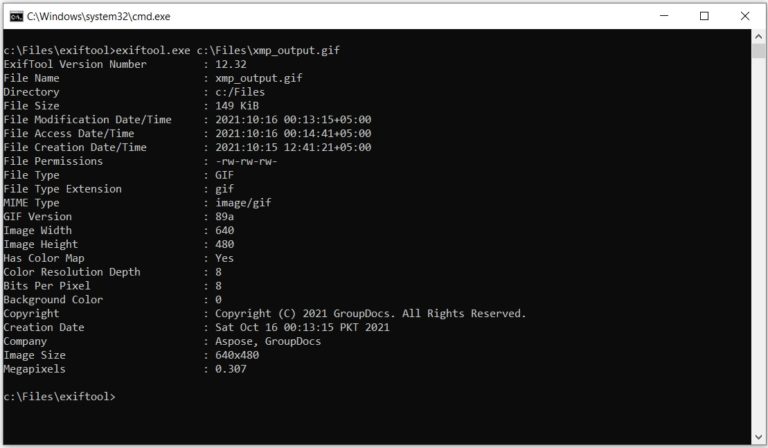 C:\Windows\system32\cmd.exe
c:\Files\exiftool>exiftool.exe c:\Files\xmp_output.gif
ExifTool Version Number : 12.32
File Name : xmp_output.gif
Directory : c:/Files
File Size : 149 KiB
File Modification Date/Time : 2021:10:16 00:13:15+05:00
File Access Date/Time : 2021:10:16 00:14:41+05:00
File Creation Date/Time : 2021:10:15 12:41:21+05:00
File Permissions : -rw-rw-rw-
File Type : GIF
File Type Extension : gif
MIME Type : image/gif
GIF Version : 89a
Image Width : 640
Image Height : 480
Has Color Map : Yes
Color Resolution Depth : 8
Bits Per Pixel : 8
Background Color : 0
Copyright : Copyright (C) 2021 GroupDocs. All Rights Reserved.
Creation Date : Sat Oct 16 00:13:15 PKT 2021
Company : Aspose, GroupDocs
Image Size : 640x480
Megapixels : 0.307
c:\Files\exiftool>